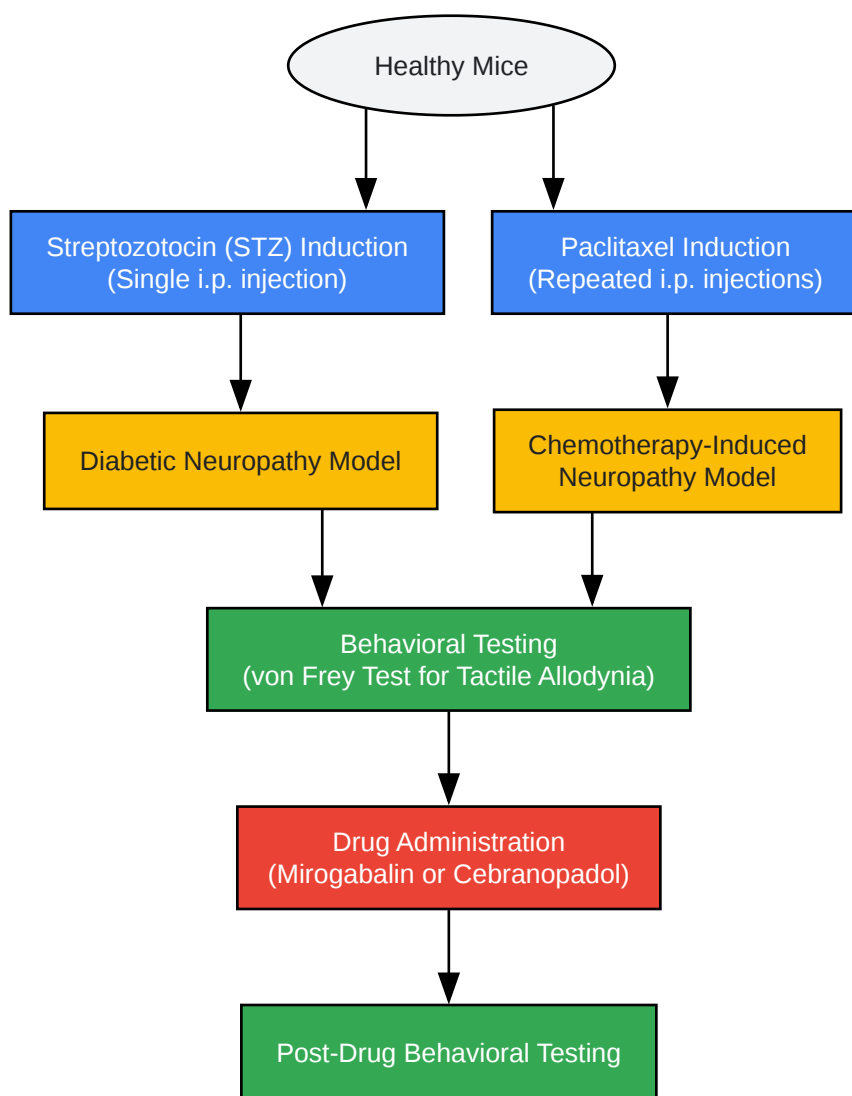 Healthy Mice
Streptozotocin (STZ) Induction
(Single i.p. injection)
Paclitaxel Induction
(Repeated i.p. injections)
Diabetic Neuropathy Model
Chemotherapy-Induced
Neuropathy Model
Behavioral Testing
(von Frey Test for Tactile Allodynia)
Drug Administration
(Mirogabalin or Cebranopadol)
Post-Drug Behavioral Testing